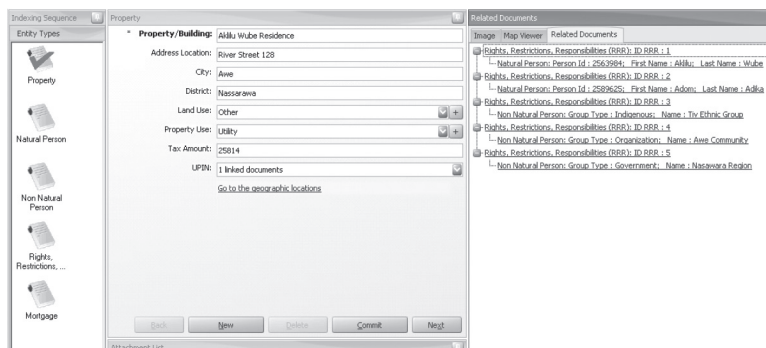 Indexing Sequence
Entity Types
Property
Natural Person
Non Natural
Person
Rights,
Restrictions, ...
Mortgage
Property
* Property/Building: Aklilu Wube Residence
Address Location: River Street 128
City: Awe
District: Nassarawa
Land Use: Other
Property Use: Utility
Tax Amount: 25814
UPIN: 1 linked documents
Go to the geographic locations
Back New Delete Commit Next
Attachment List
Related Documents
Image Map Viewer Related Documents
Rights, Restrictions, Responsibilities (RRR): ID RRR : 1
Natural Person: Person Id : 2563984; First Name : Aklilu; Last Name : Wube
Rights, Restrictions, Responsibilities (RRR): ID RRR : 2
Natural Person: Person Id : 2589625; First Name : Adom; Last Name : Adika
Rights, Restrictions, Responsibilities (RRR): ID RRR : 3
Non Natural Person: Group Type : Indigenous; Name : Tiv Ethnic Group
Rights, Restrictions, Responsibilities (RRR): ID RRR : 4
Non Natural Person: Group Type : Organization; Name : Awe Community
Rights, Restrictions, Responsibilities (RRR): ID RRR : 5
Non Natural Person: Group Type : Government; Name : Nasawara Region